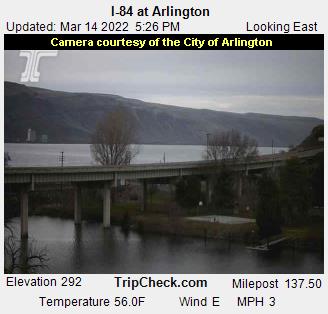 I-84 at Arlington
Updated: Mar 14 2022 5:26 PM Looking East
Camera courtesy of the City of Arlington
Elevation 292 TripCheck.com Milepost 137.50
Temperature 56.0F Wind E MPH 3